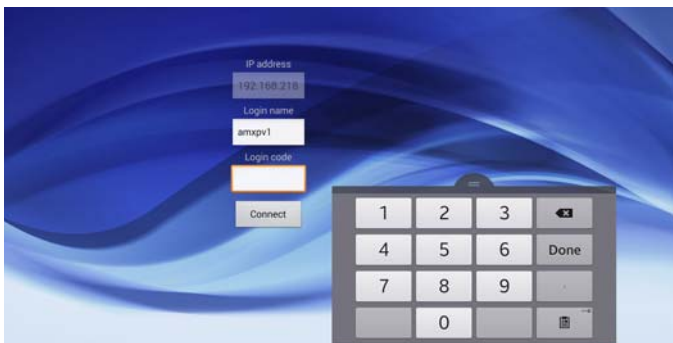 IP address
192.168.218
Login name
amxpv1
Login code
Connect
1 2 3
4 5 6 Done
7 8 9 .
0